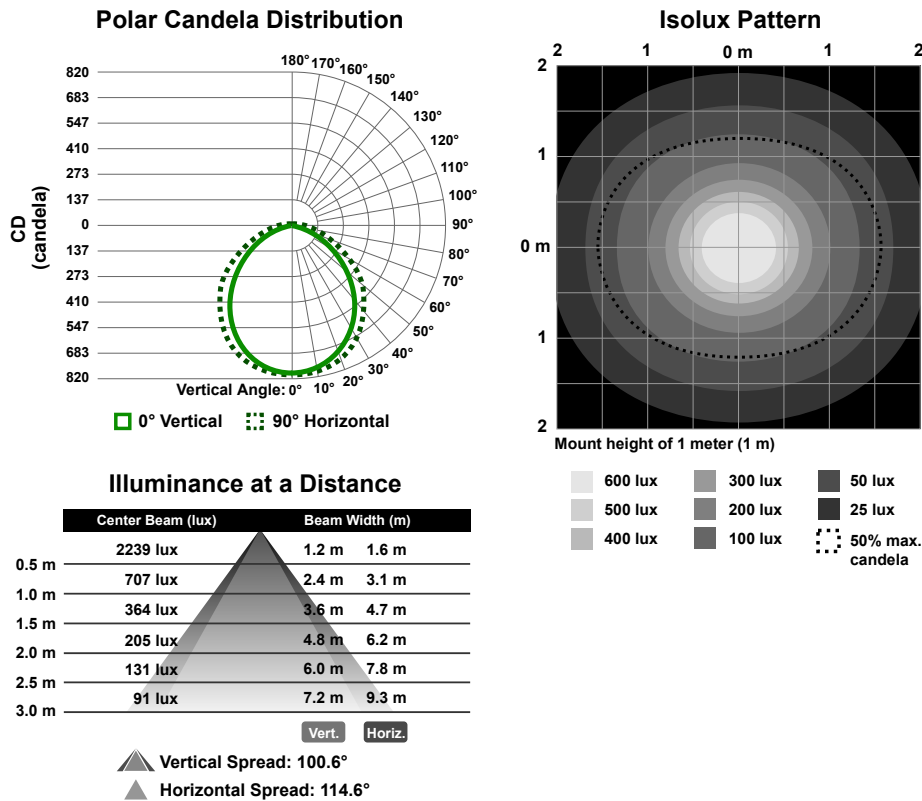 Polar Candela Distribution
820
683
547
410
273
137
0
137
273
410
547
683
820
CD
(candela)
180°
170°
160°
150°
140°
130°
120°
110°
100°
90°
80°
70°
60°
50°
40°
30°
20°
10°
Vertical Angle: 0°
0° Vertical
90° Horizontal
Isolux Pattern
2 1 0 m 1 2
2
1
0 m
1
2
Mount height of 1 meter (1 m)
600 lux 300 lux 50 lux
500 lux 200 lux 25 lux
400 lux 100 lux 50% max.
candela
Illuminance at a Distance
Center Beam (lux) Beam Width (m)
2239 lux 1.2 m 1.6 m
0.5 m
707 lux 2.4 m 3.1 m
1.0 m
364 lux 3.6 m 4.7 m
1.5 m
205 lux 4.8 m 6.2 m
2.0 m
131 lux 6.0 m 7.8 m
2.5 m
91 lux 7.2 m 9.3 m
3.0 m
Vert. Horiz.
Vertical Spread: 100.6°
Horizontal Spread: 114.6°